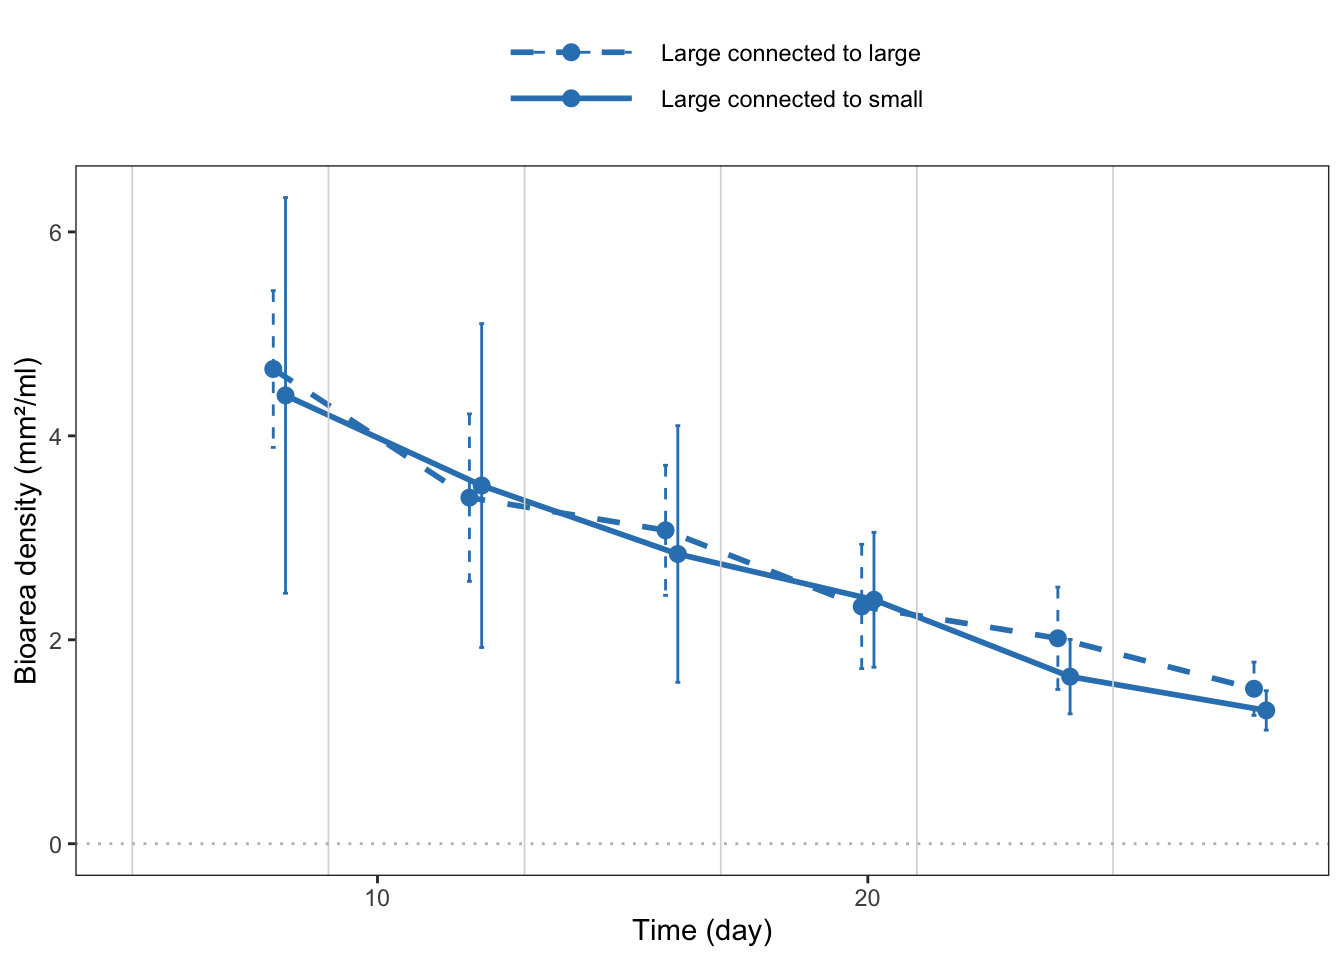 Large connected to large
Large connected to small
Bioarea density (mm²/ml)
6
4
2
0
10
20
Time (day)